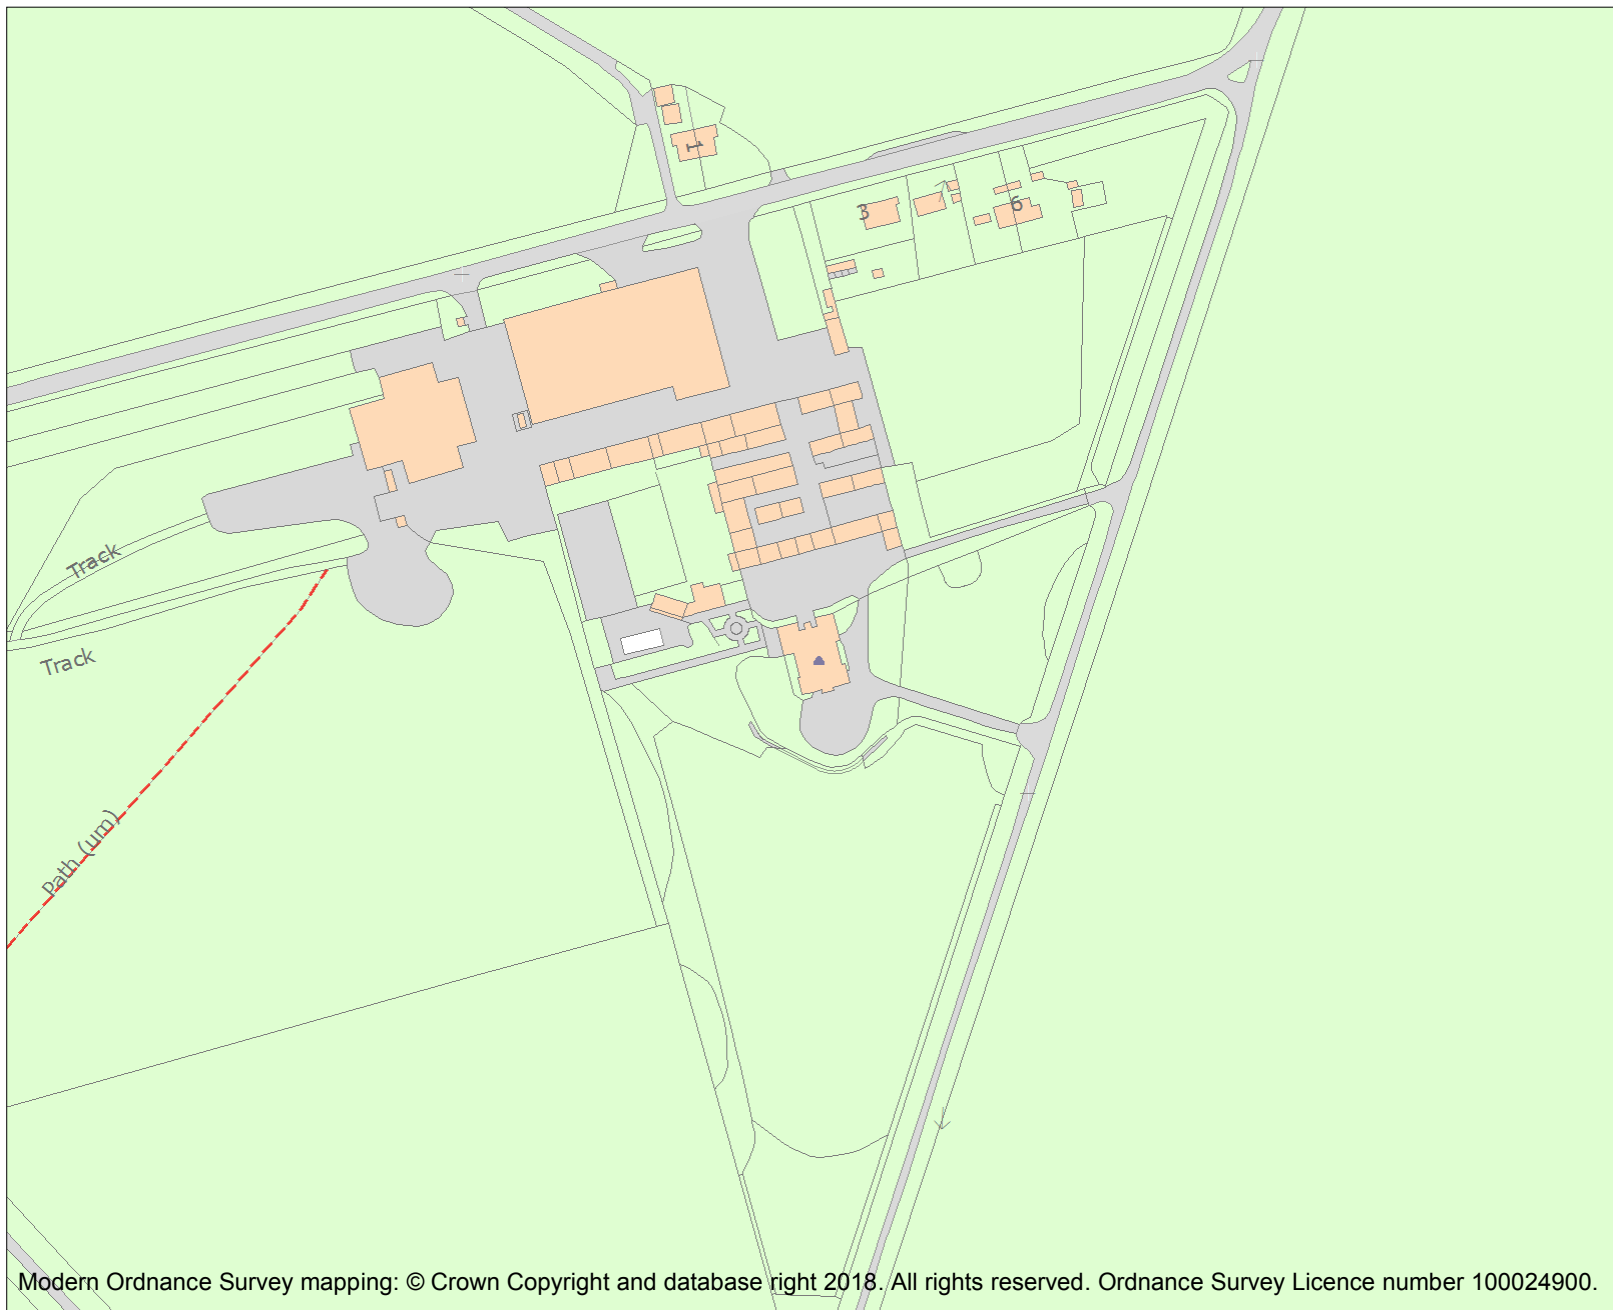 1
3
6
Track
Track
Path (um)
Modern Ordnance Survey mapping: © Crown Copyright and database right 2018. All rights reserved. Ordnance Survey Licence number 100024900.